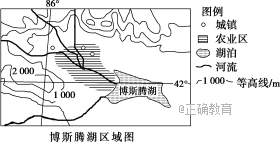 86°
图例
城镇
农业区
湖泊
河流
1 000 等高线/m
2 000
1 000
博斯腾湖
42°
@正确教育
博斯腾湖区域图